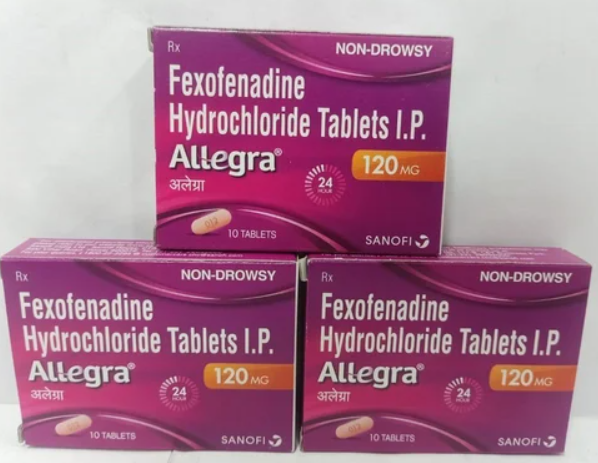 Rx
NON-DROWSY
Fexofenadine
Hydrochloride Tablets I.P.
Allegra®
120 MG
अलेग्रा
24
HOUR
012
10 TABLETS
SANOFI
Rx
NON-DROWSY
Fexofenadine
Hydrochloride Tablets I.P.
Allegra®
120 MG
अलेग्रा
24
HOUR
10 TABLETS
SANOFI
Rx
NON-DROWSY
Fexofenadine
Hydrochloride Tablets I.P.
Allegra®
120 MG
अलेग्रा
24
HOUR
10 TABLETS
SANOFI